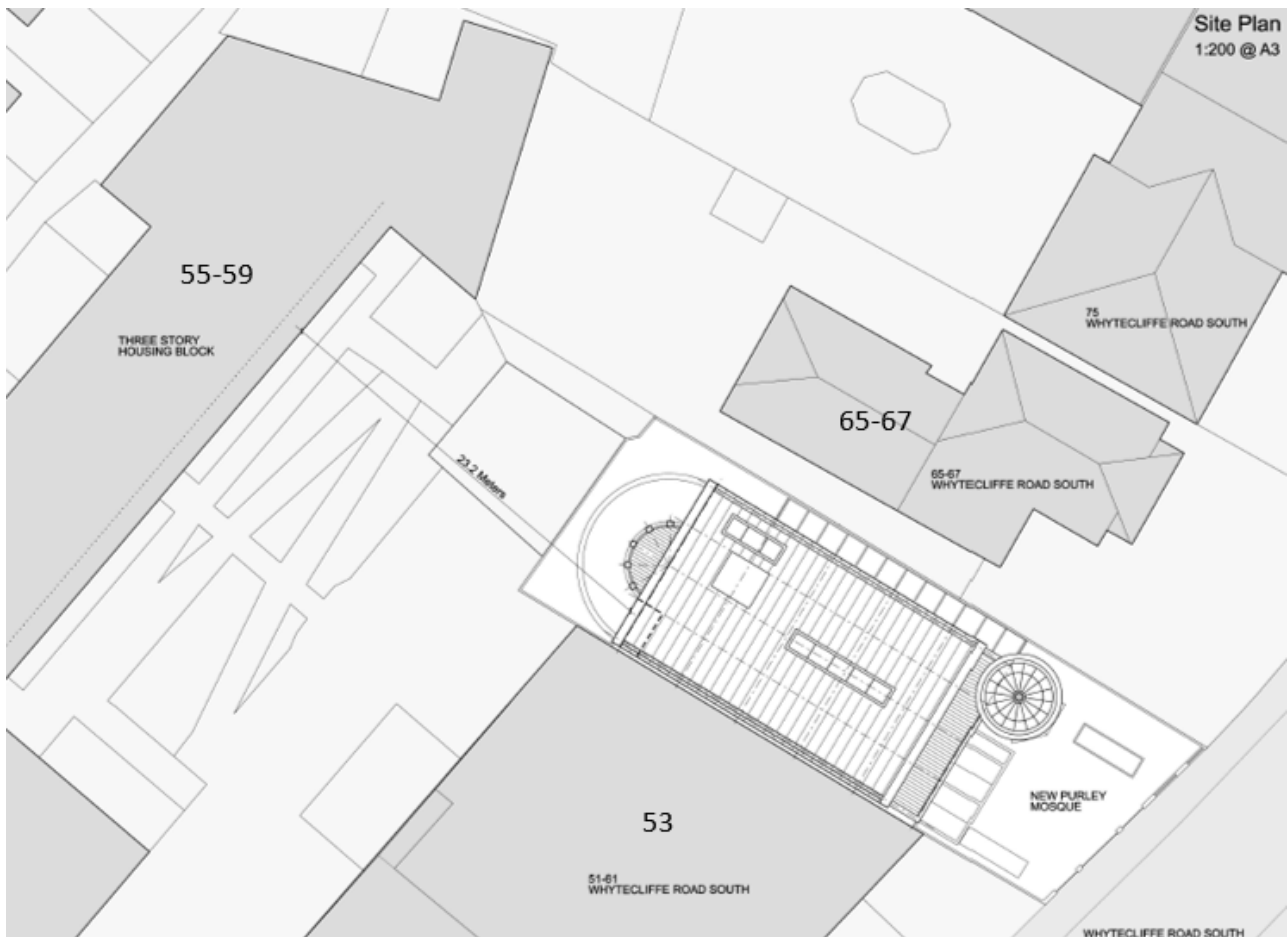 Site Plan
1:200 @ A3
55-59
THREE STORY
HOUSING BLOCK
75
WHYTECLIFFE ROAD SOUTH
65-67
65-67
WHYTECLIFFE ROAD SOUTH
23.2 Meters
NEW PURLEY
MOSQUE
53
51-61
WHYTECLIFFE ROAD SOUTH
WHYTECLIFFE ROAD SOUTH